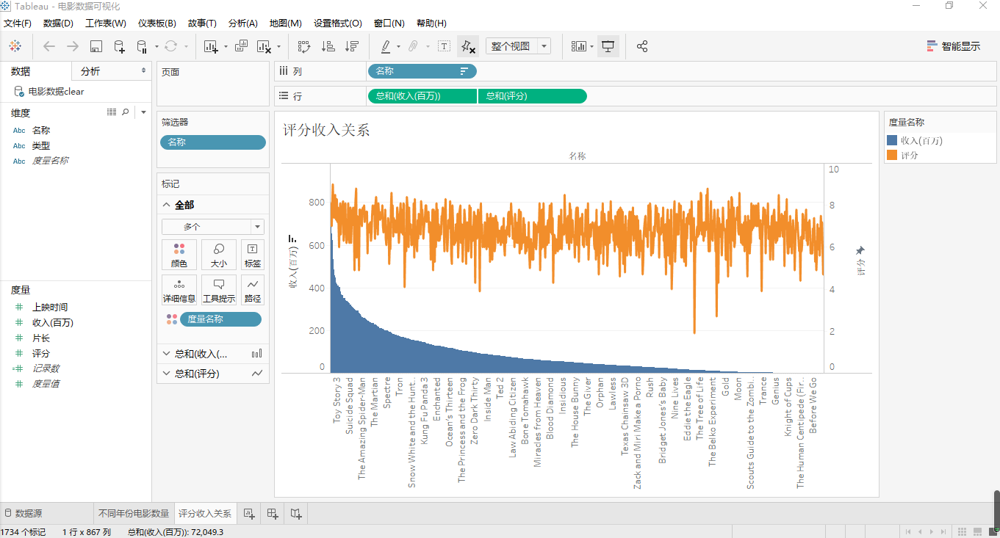 Tableau - 电影数据可视化
文件(F) 数据(D) 工作表(W) 仪表板(B) 故事(T) 分析(A) 地图(M) 设置格式(O) 窗口(N) 帮助(H)
整个视图
智能显示
数据 分析
电影数据clear
维度
Abc 名称
Abc 类型
Abc 度量名称
度量
上映时间
收入(百万)
片长
评分
记录数
度量值
页面
筛选器
名称
标记
全部
多个
颜色 大小 标签
详细信息 工具提示 路径
度量名称
总和(收入(...
总和(评分)
列 名称
行 总和(收入(百万)) 总和(评分)
评分收入关系
名称
收入(百万)
800
600
400
200
0
10
8
6
4
2
0
评分
Toy Story 3
Suicide Squad
The Amazing Spider-Man
The Martian
Spectre
Tron
Snow White and the Hunt..
Kung Fu Panda 3
Enchanted
Ocean's Thirteen
The Princess and the Frog
Zero Dark Thirty
Inside Man
Ted 2
Law Abiding Citizen
Bone Tomahawk
Miracles from Heaven
Blood Diamond
Insidious
The House Bunny
The Giver
Orphan
Lawless
Texas Chainsaw 3D
Zack and Miri Make a Porno
Rush
Bridget Jones's Baby
Nine Lives
Eddie the Eagle
The Tree of Life
The Belko Experiment
Gold
Moon
Scouts Guide to the Zombi..
Trance
Genius
Knight of Cups
The Human Centipede (Fir..
Before We Go
度量名称
收入(百万)
评分
数据源 不同年份电影数量 评分收入关系
1734 个标记 1 行 x 867 列 总和(收入(百万)): 72,049.3